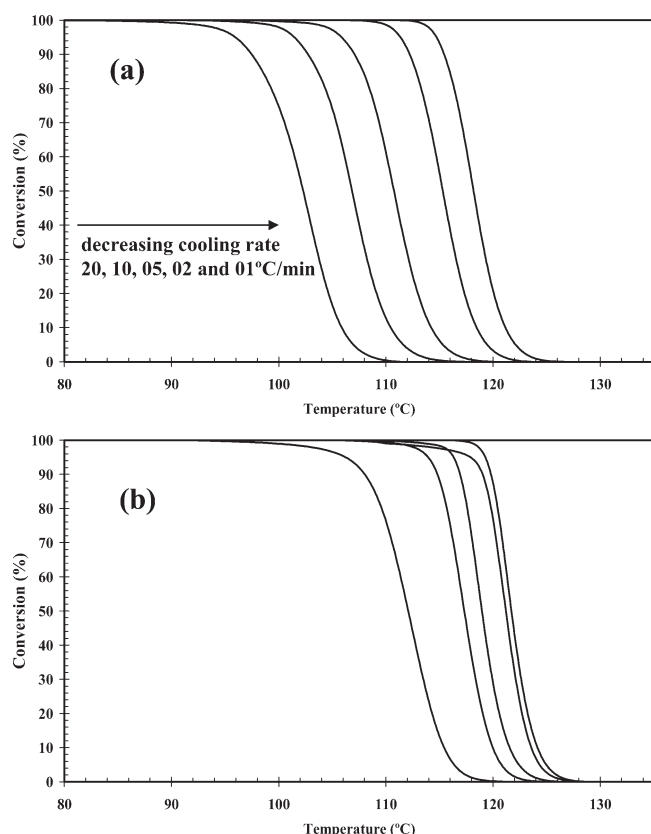 100
90
80
70
60
50
40
30
20
10
0
Conversion (%)
(a)
decreasing cooling rate
20, 10, 05, 02 and 01ºC/min
80 90 100 110 120 130
Temperature (ºC)
100
90
80
70
60
50
40
30
20
10
0
Conversion (%)
(b)
80 90 100 110 120 130
Temperature (ºC)